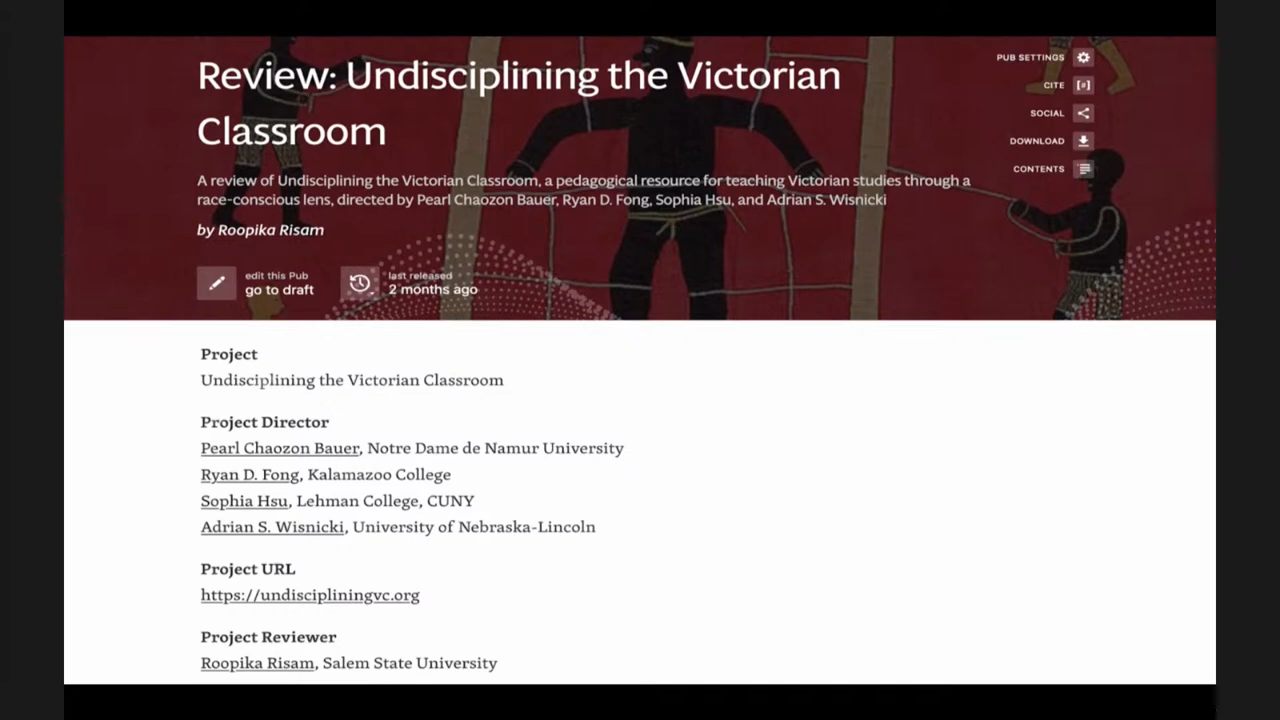 Review: Undisciplining the Victorian
Classroom
A review of Undisciplining the Victorian Classroom, a pedagogical resource for teaching Victorian studies through a
race-conscious lens, directed by Pearl Chaozon Bauer, Ryan D. Fong, Sophia Hsu, and Adrian S. Wisnicki
by Roopika Risam
edit this Pub
go to draft
last released
2 months ago
PUB SETTINGS
CITE
SOCIAL
DOWNLOAD
CONTENTS
Project
Undisciplining the Victorian Classroom
Project Director
Pearl Chaozon Bauer, Notre Dame de Namur University
Ryan D. Fong, Kalamazoo College
Sophia Hsu, Lehman College, CUNY
Adrian S. Wisnicki, University of Nebraska-Lincoln
Project URL
https://undiscipliningvc.org
Project Reviewer
Roopika Risam, Salem State University